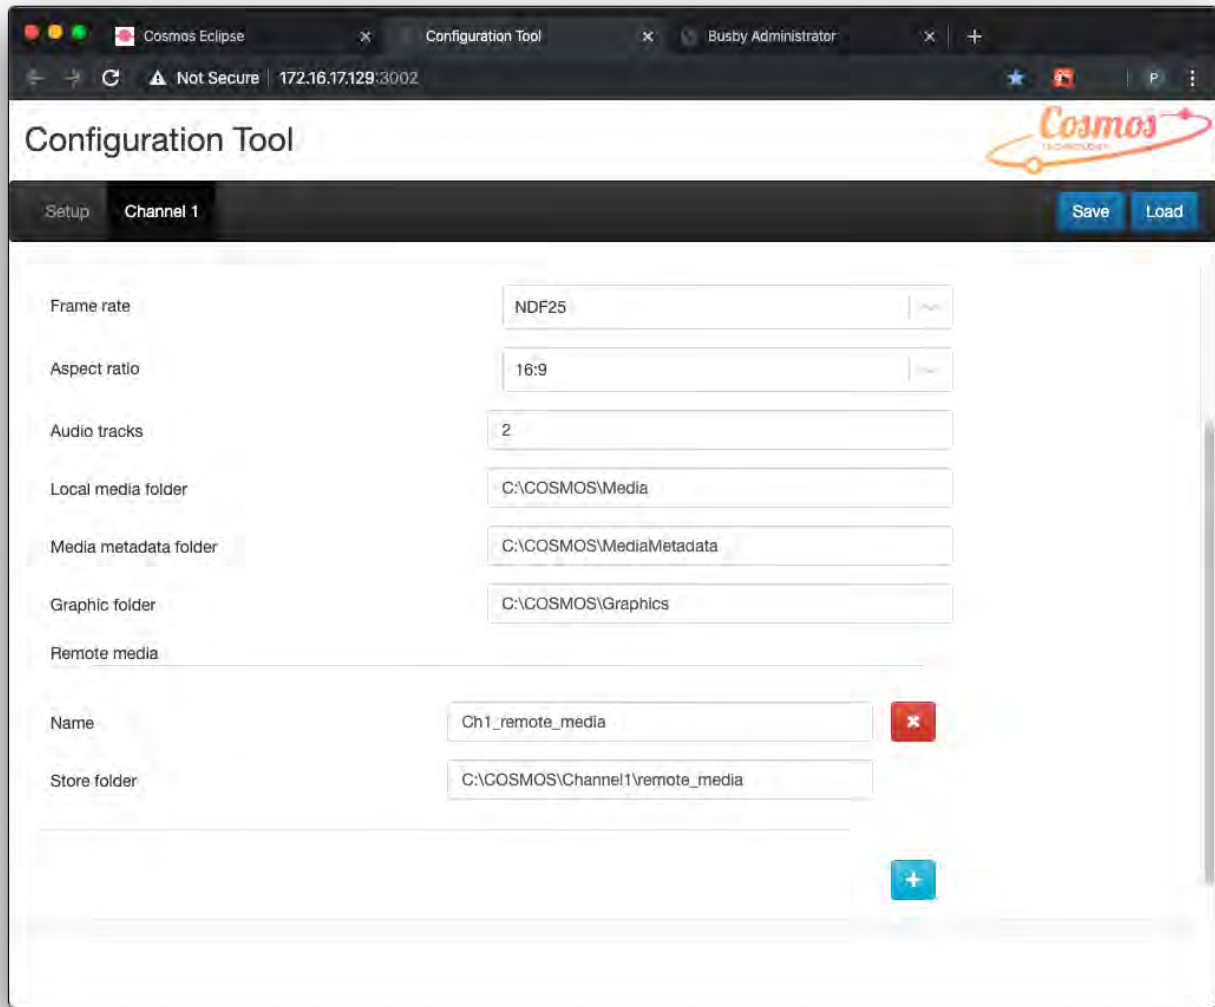 Cosmos Eclipse
Configuration Tool
Busby Administrator
Not Secure 172.16.17.129:3002
P
Configuration Tool
Cosmos
TECHNOLOGY
Setup
Channel 1
Save
Load
Frame rate
NDF25
Aspect ratio
16:9
Audio tracks
2
Local media folder
C:\COSMOS\Media
Media metadata folder
C:\COSMOS\MediaMetadata
Graphic folder
C:\COSMOS\Graphics
Remote media
Name
Ch1_remote_media
Store folder
C:\COSMOS\Channel1\remote_media